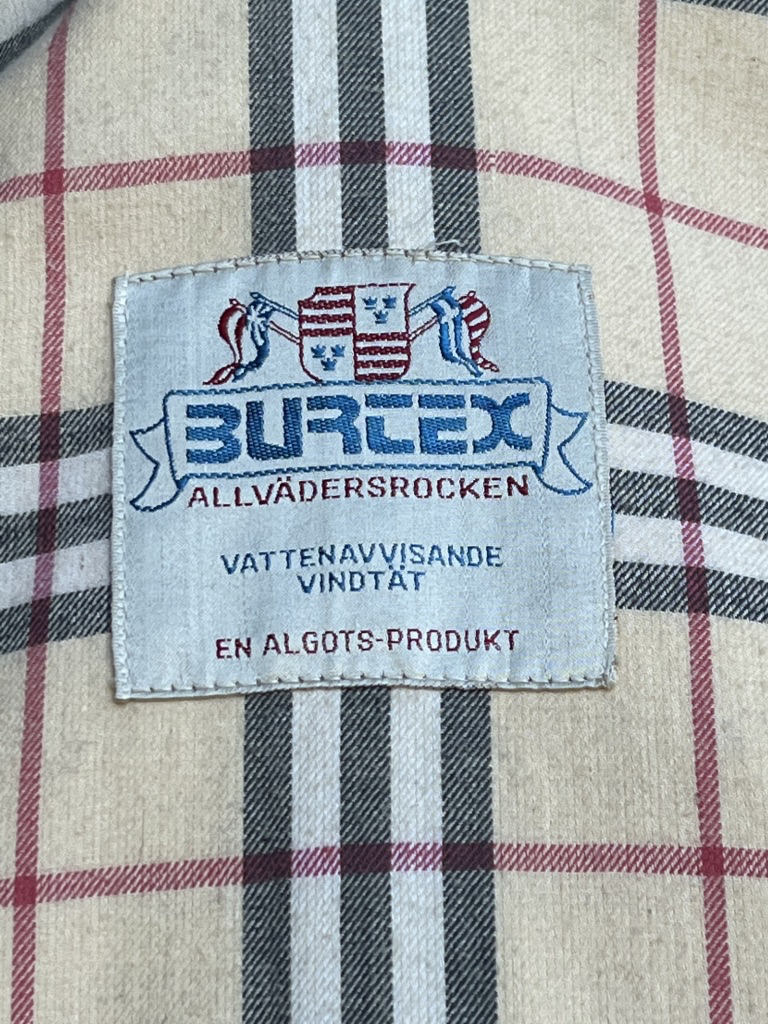 BURTEX
ALLVÄDERSROCKEN
VATTENAVVISANDE
VINDTÄT
EN ALGOTS-PRODUKT